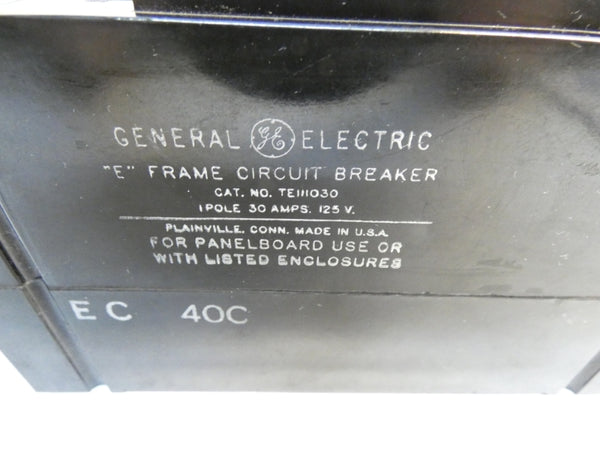 GENERAL GE ELECTRIC
"E" FRAME CIRCUIT BREAKER
CAT. NO. TE111030
1 POLE 30 AMPS. 125 V.
PLAINVILLE, CONN. MADE IN U.S.A.
FOR PANELBOARD USE OR
WITH LISTED ENCLOSURES
EC 40C